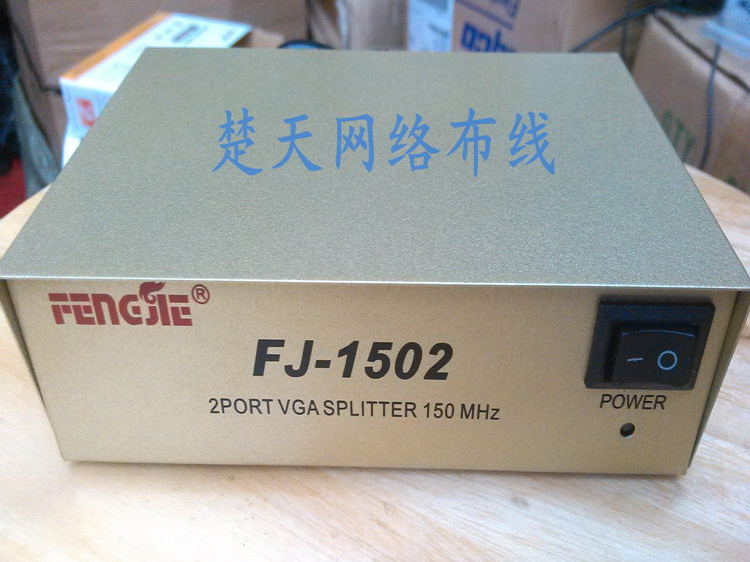 楚天网络布线
FENGJIE®
FJ-1502
2PORT VGA SPLITTER 150 MHz
POWER